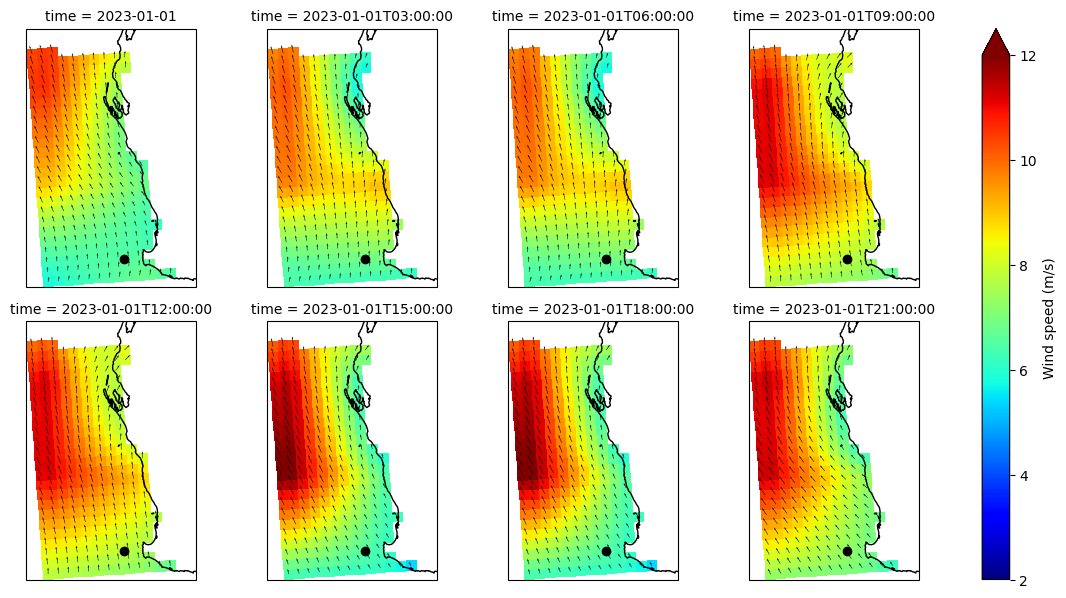 time = 2023-01-01
time = 2023-01-01T03:00:00
time = 2023-01-01T06:00:00
time = 2023-01-01T09:00:00
time = 2023-01-01T12:00:00
time = 2023-01-01T15:00:00
time = 2023-01-01T18:00:00
time = 2023-01-01T21:00:00
12
10
8
6
4
2
Wind speed (m/s)